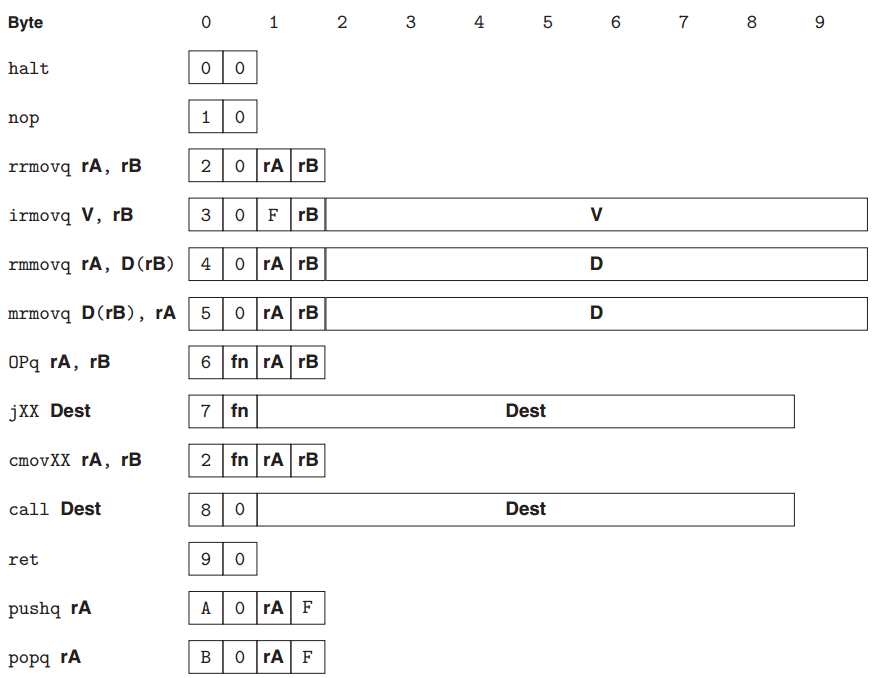 Byte 0 1 2 3 4 5 6 7 8 9
halt 0 0
nop 1 0
rrmovq rA, rB 2 0 rA rB
irmovq V, rB 3 0 F rB V
rmmovq rA, D(rB) 4 0 rA rB D
mrmovq D(rB), rA 5 0 rA rB D
OPq rA, rB 6 fn rA rB
jXX Dest 7 fn Dest
cmovXX rA, rB 2 fn rA rB
call Dest 8 0 Dest
ret 9 0
pushq rA A 0 rA F
popq rA B 0 rA F